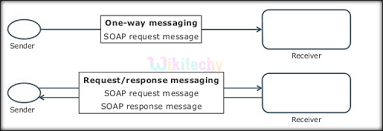 One-way messaging
SOAP request message
Sender
Receiver
Wikitechy
Request/response messaging
SOAP request message
SOAP response message
Sender
Receiver